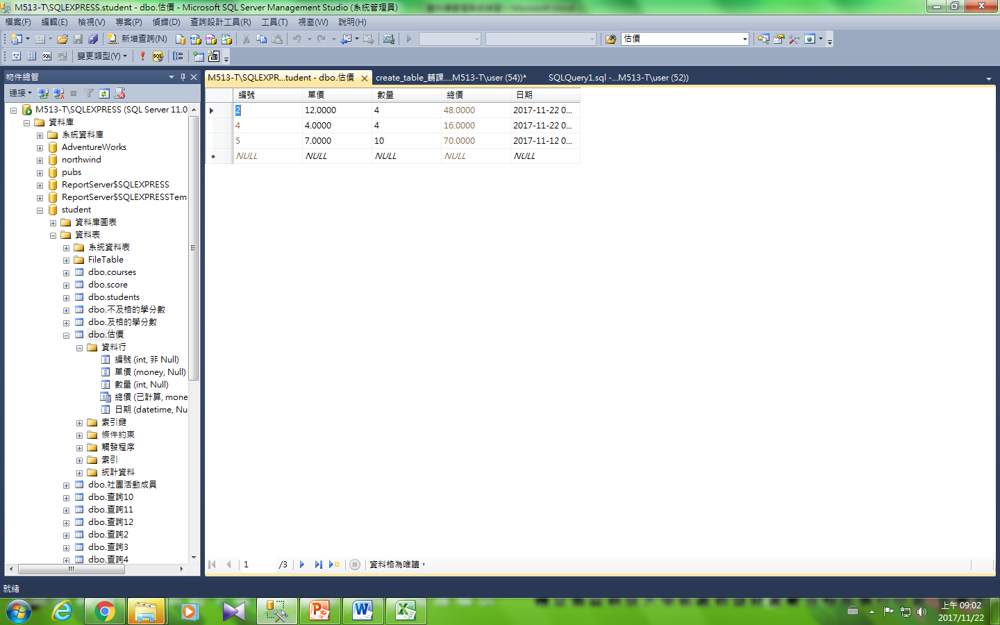 M513-T\SQLEXPRESS.student - dbo.估價 - Microsoft SQL Server Management Studio (系統管理員)
檔案(F) 編輯(E) 檢視(V) 專案(P) 偵錯(D) 查詢設計工具(R) 工具(T) 視窗(W) 說明(H)
新增查詢(N) 估價
變更類型(Y)
物件總管
M513-T\SQLEXPR...tudent - dbo.估價 create_table_輔課....M513-T\user (54))* SQLQuery1.sql -...M513-T\user (52))
連接
M513-T\SQLEXPRESS (SQL Server 11.0
資料庫
系統資料庫
AdventureWorks
northwind
pubs
ReportServer$SQLEXPRESS
ReportServer$SQLEXPRESSTem
student
資料庫圖表
資料表
系統資料表
FileTable
dbo.courses
dbo.score
dbo.students
dbo.不及格的學分數
dbo.及格的學分數
dbo.估價
資料行
編號 (int, 非 Null)
單價 (money, Null)
數量 (int, Null)
總價 (已計算, mone
日期 (datetime, Nu
索引鍵
條件約束
觸發程序
索引
統計資料
dbo.社團活動成員
dbo.查詢10
dbo.查詢11
dbo.查詢12
dbo.查詢2
dbo.查詢3
dbo.查詢4
編號 單價 數量 總價 日期
2 12.0000 4 48.0000 2017-11-22 0...
4 4.0000 4 16.0000 2017-11-22 0...
5 7.0000 10 70.0000 2017-11-12 0...
NULL NULL NULL NULL NULL
1 /3 資料格為唯讀。
就緒
上午 09:02
2017/11/22